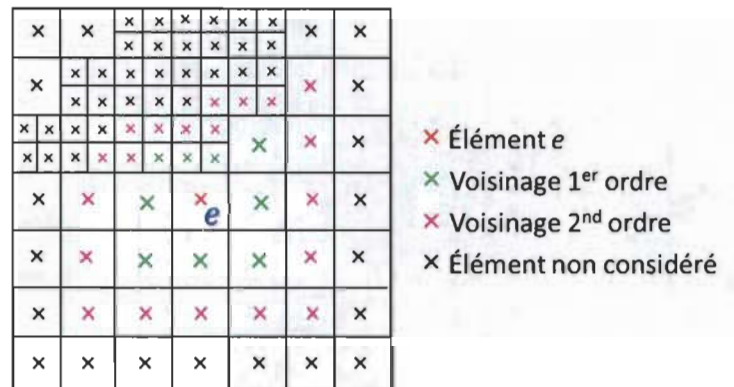 e
× Élément e
× Voisinage 1er ordre
× Voisinage 2nd ordre
× Élément non considéré